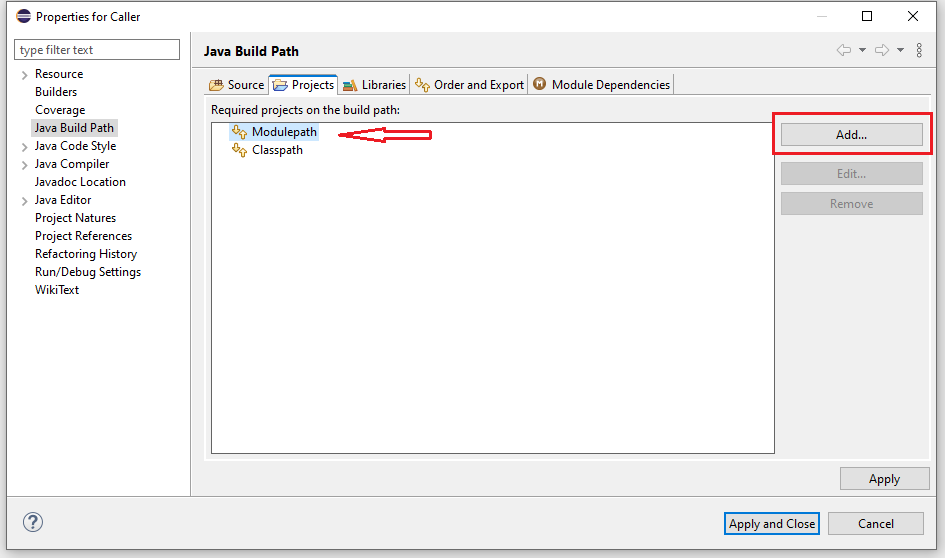 Properties for Caller
type filter text
Resource
Builders
Coverage
Java Build Path
Java Code Style
Java Compiler
Javadoc Location
Java Editor
Project Natures
Project References
Refactoring History
Run/Debug Settings
WikiText
Java Build Path
Source Projects Libraries Order and Export M Module Dependencies
Required projects on the build path:
Modulepath
Classpath
Add...
Edit...
Remove
Apply
? Apply and Close Cancel